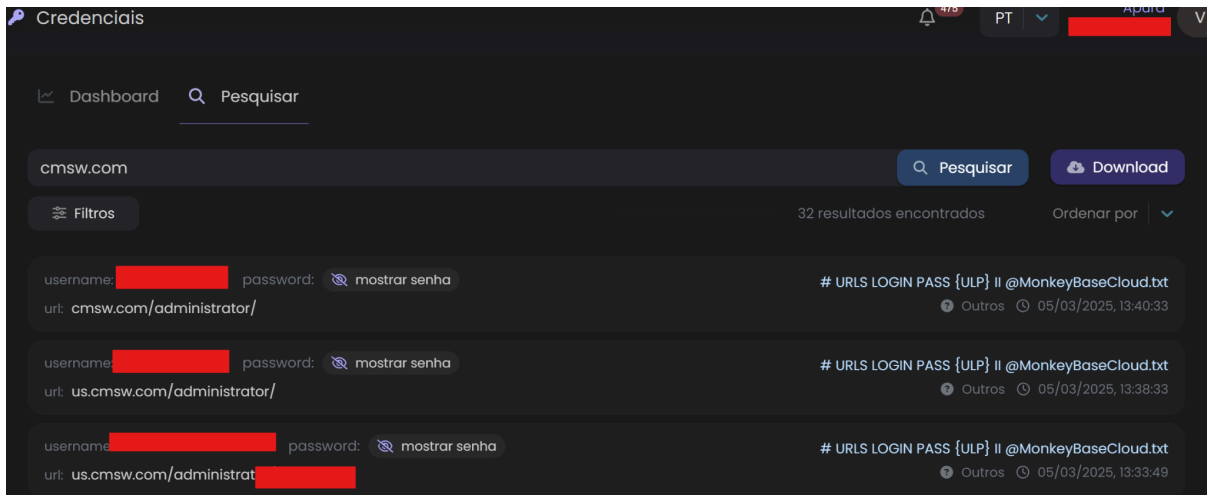 Credenciais
475
PT
Apura
V
Dashboard
Pesquisar
cmsw.com
Pesquisar
Download
Filtros
32 resultados encontrados
Ordenar por
username:
password:
mostrar senha
# URLS LOGIN PASS {ULP} II @MonkeyBaseCloud.txt
url: cmsw.com/administrator/
Outros
05/03/2025, 13:40:33
username:
password:
mostrar senha
# URLS LOGIN PASS {ULP} II @MonkeyBaseCloud.txt
url: us.cmsw.com/administrator/
Outros
05/03/2025, 13:38:33
username
password:
mostrar senha
# URLS LOGIN PASS {ULP} II @MonkeyBaseCloud.txt
url: us.cmsw.com/administrat
Outros
05/03/2025, 13:33:49